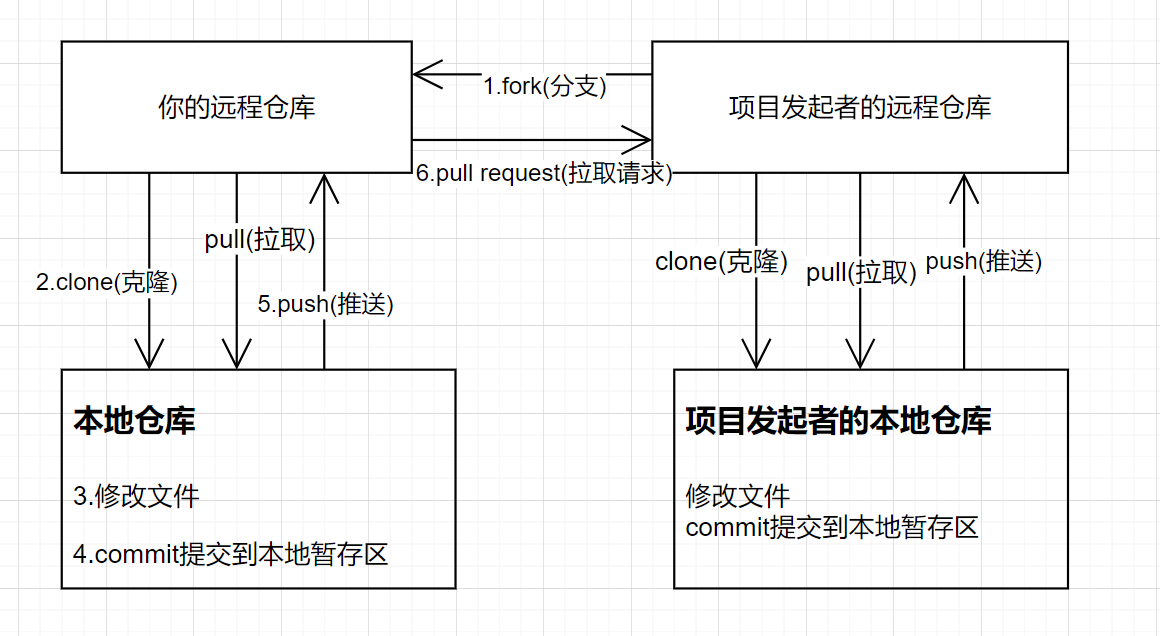 你的远程仓库
1.fork(分支)
项目发起者的远程仓库
6.pull request(拉取请求)
2.clone(克隆)
pull(拉取)
5.push(推送)
clone(克隆)
pull(拉取)
push(推送)
本地仓库
3.修改文件
4.commit提交到本地暂存区
项目发起者的本地仓库
修改文件
commit提交到本地暂存区